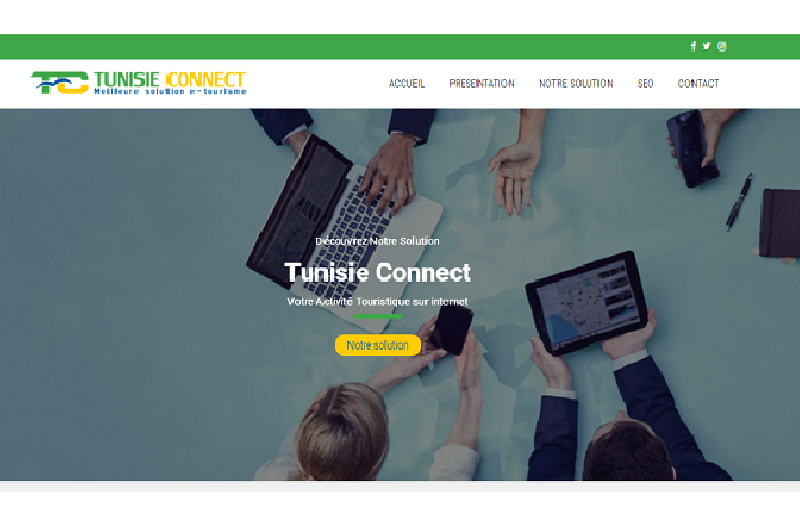 TUNISIE CONNECT
Meilleure solution e-tourisme
ACCUEIL PRESENTATION NOTRE SOLUTION SEO CONTACT
Découvrez Notre Solution
Tunisie Connect
Votre Activité Touristique sur internet
Notre solution